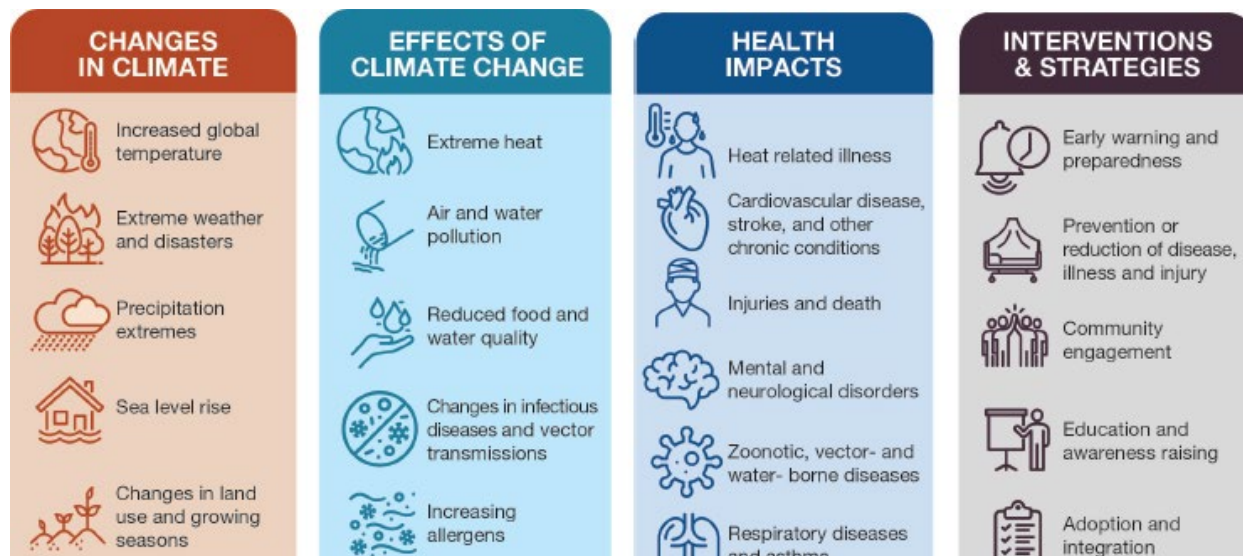 CHANGES
IN CLIMATE
Increased global
temperature
Extreme weather
and disasters
Precipitation
extremes
Sea level rise
Changes in land
use and growing
seasons
EFFECTS OF
CLIMATE CHANGE
Extreme heat
Air and water
pollution
Reduced food and
water quality
Changes in infectious
diseases and vector
transmissions
Increasing
allergens
HEALTH
IMPACTS
Heat related illness
Cardiovascular disease,
stroke, and other
chronic conditions
Injuries and death
Mental and
neurological disorders
Zoonotic, vector- and
water- borne diseases
Respiratory diseases
and asthma
INTERVENTIONS
& STRATEGIES
Early warning and
preparedness
Prevention or
reduction of disease,
illness and injury
Community
engagement
Education and
awareness raising
Adoption and
integration